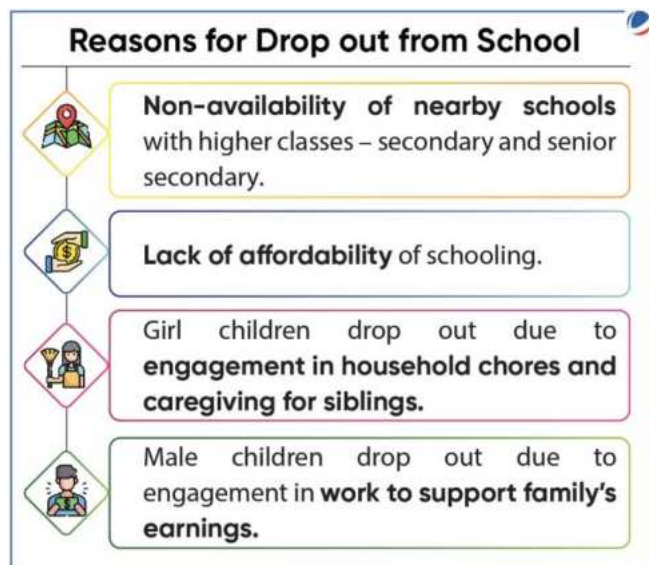 Reasons for Drop out from School
Non-availability of nearby schools
with higher classes – secondary and senior
secondary.
Lack of affordability of schooling.
Girl children drop out due to
engagement in household chores and
caregiving for siblings.
Male children drop out due to
engagement in work to support family's
earnings.